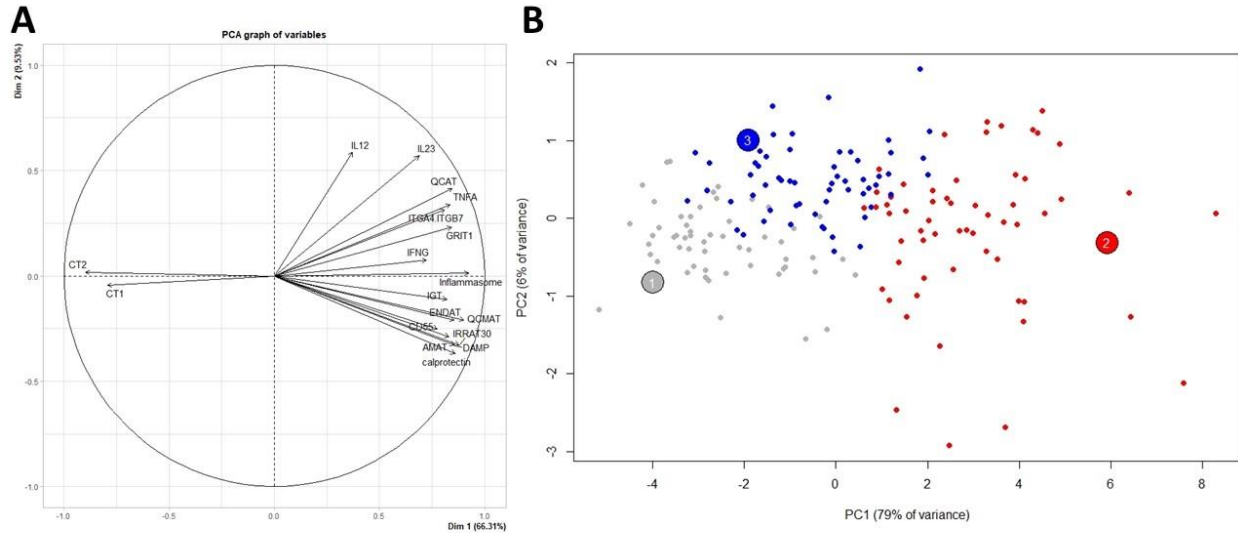 A
PCA graph of variables
Dim 2 (9.53%)
1.0
0.5
0.0
-0.5
-1.0
IL12
IL23
QCAT
TNFA
ITGA4.ITGB7
GRIT1
IFNG
CT2
Inflammasome
CT1
IGT
ENDAT
QCMAT
IRRAT30
AMAT
DAMP
calprotectin
-1.0
-0.5
0.0
0.5
1.0
Dim 1 (66.31%)
B
2
1
0
-1
-2
-3
PC2 (6% of variance)
3
2
1
-4
-2
0
2
4
6
8
PC1 (79% of variance)